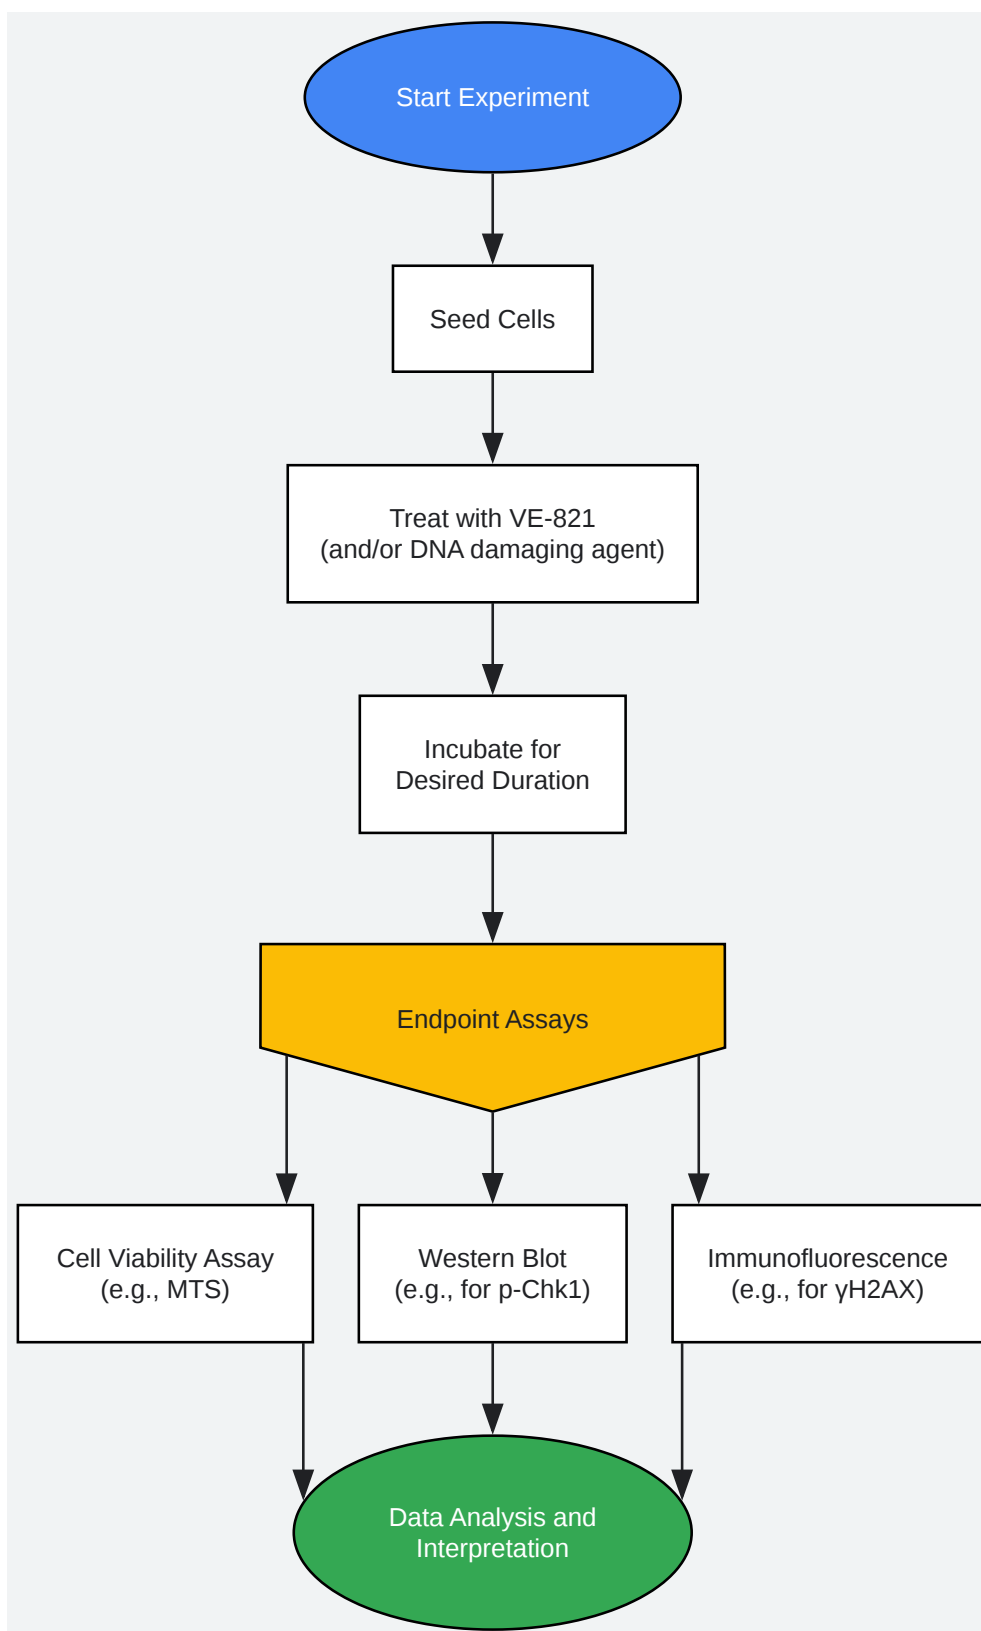 Start Experiment
Seed Cells
Treat with VE-821
(and/or DNA damaging agent)
Incubate for
Desired Duration
Endpoint Assays
Cell Viability Assay
(e.g., MTS)
Western Blot
(e.g., for p-Chk1)
Immunofluorescence
(e.g., for γH2AX)
Data Analysis and
Interpretation